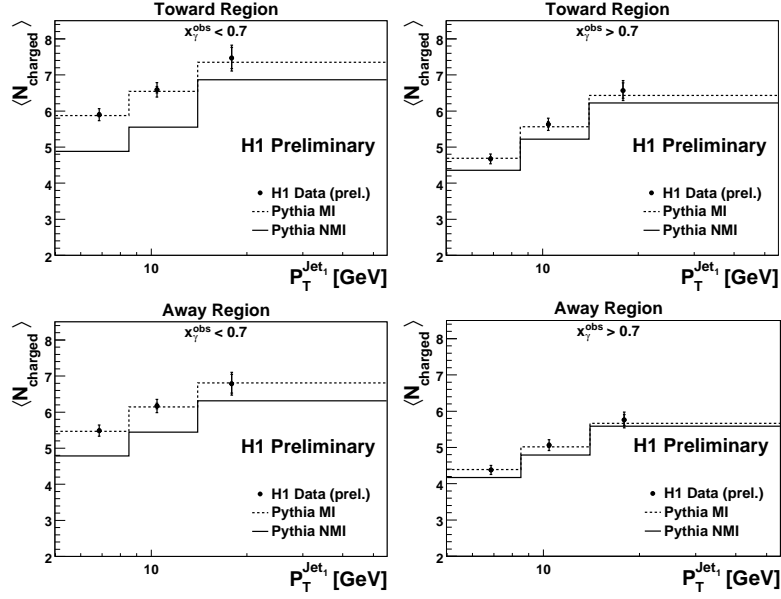 Toward Region
x_γ^obs < 0.7
⟨N_charged⟩
8
7
6
5
4
3
2
H1 Preliminary
H1 Data (prel.)
Pythia MI
Pythia NMI
10
P_T^Jet_1 [GeV]
Toward Region
x_γ^obs > 0.7
⟨N_charged⟩
8
7
6
5
4
3
2
H1 Preliminary
H1 Data (prel.)
Pythia MI
Pythia NMI
10
P_T^Jet_1 [GeV]
Away Region
x_γ^obs < 0.7
⟨N_charged⟩
8
7
6
5
4
3
2
H1 Preliminary
H1 Data (prel.)
Pythia MI
Pythia NMI
10
P_T^Jet_1 [GeV]
Away Region
x_γ^obs > 0.7
⟨N_charged⟩
8
7
6
5
4
3
2
H1 Preliminary
H1 Data (prel.)
Pythia MI
Pythia NMI
10
P_T^Jet_1 [GeV]